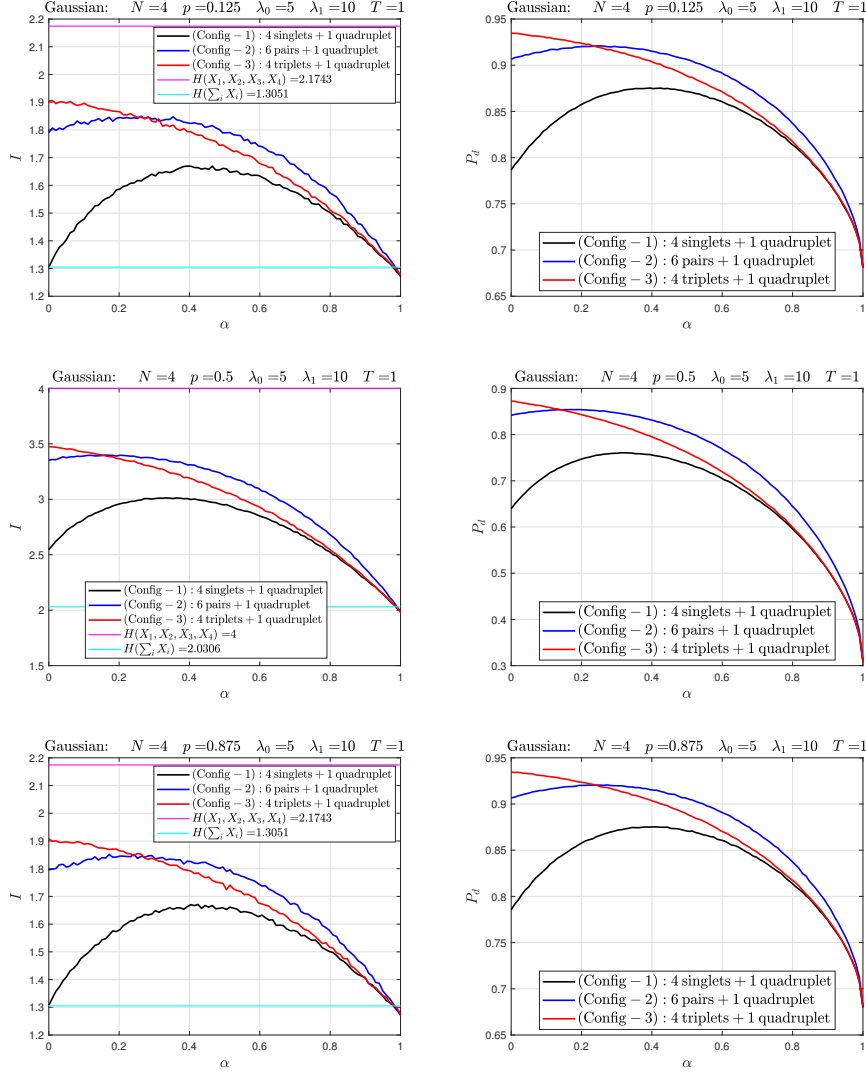 Gaussian: N =4 p =0.125 λ₀ =5 λ₁ =10 T =1
2.2
2.1
2
1.9
1.8
1.7
1.6
1.5
1.4
1.3
1.2
I
(Config − 1) : 4 singlets + 1 quadruplet
(Config − 2) : 6 pairs + 1 quadruplet
(Config − 3) : 4 triplets + 1 quadruplet
H(X₁, X₂, X₃, X₄) =2.1743
H(∑ᵢ Xᵢ) =1.3051
0 0.2 0.4 0.6 0.8 1
α
Gaussian: N =4 p =0.125 λ₀ =5 λ₁ =10 T =1
0.95
0.9
0.85
0.8
0.75
0.7
0.65
P_d
(Config − 1) : 4 singlets + 1 quadruplet
(Config − 2) : 6 pairs + 1 quadruplet
(Config − 3) : 4 triplets + 1 quadruplet
0 0.2 0.4 0.6 0.8 1
α
Gaussian: N =4 p =0.5 λ₀ =5 λ₁ =10 T =1
4
3.5
3
2.5
2
1.5
I
(Config − 1) : 4 singlets + 1 quadruplet
(Config − 2) : 6 pairs + 1 quadruplet
(Config − 3) : 4 triplets + 1 quadruplet
H(X₁, X₂, X₃, X₄) =4
H(∑ᵢ Xᵢ) =2.0306
0 0.2 0.4 0.6 0.8 1
α
Gaussian: N =4 p =0.5 λ₀ =5 λ₁ =10 T =1
0.9
0.8
0.7
0.6
0.5
0.4
0.3
P_d
(Config − 1) : 4 singlets + 1 quadruplet
(Config − 2) : 6 pairs + 1 quadruplet
(Config − 3) : 4 triplets + 1 quadruplet
0 0.2 0.4 0.6 0.8 1
α
Gaussian: N =4 p =0.875 λ₀ =5 λ₁ =10 T =1
2.2
2.1
2
1.9
1.8
1.7
1.6
1.5
1.4
1.3
1.2
I
(Config − 1) : 4 singlets + 1 quadruplet
(Config − 2) : 6 pairs + 1 quadruplet
(Config − 3) : 4 triplets + 1 quadruplet
H(X₁, X₂, X₃, X₄) =2.1743
H(∑ᵢ Xᵢ) =1.3051
0 0.2 0.4 0.6 0.8 1
α
Gaussian: N =4 p =0.875 λ₀ =5 λ₁ =10 T =1
0.95
0.9
0.85
0.8
0.75
0.7
0.65
P_d
(Config − 1) : 4 singlets + 1 quadruplet
(Config − 2) : 6 pairs + 1 quadruplet
(Config − 3) : 4 triplets + 1 quadruplet
0 0.2 0.4 0.6 0.8 1
α